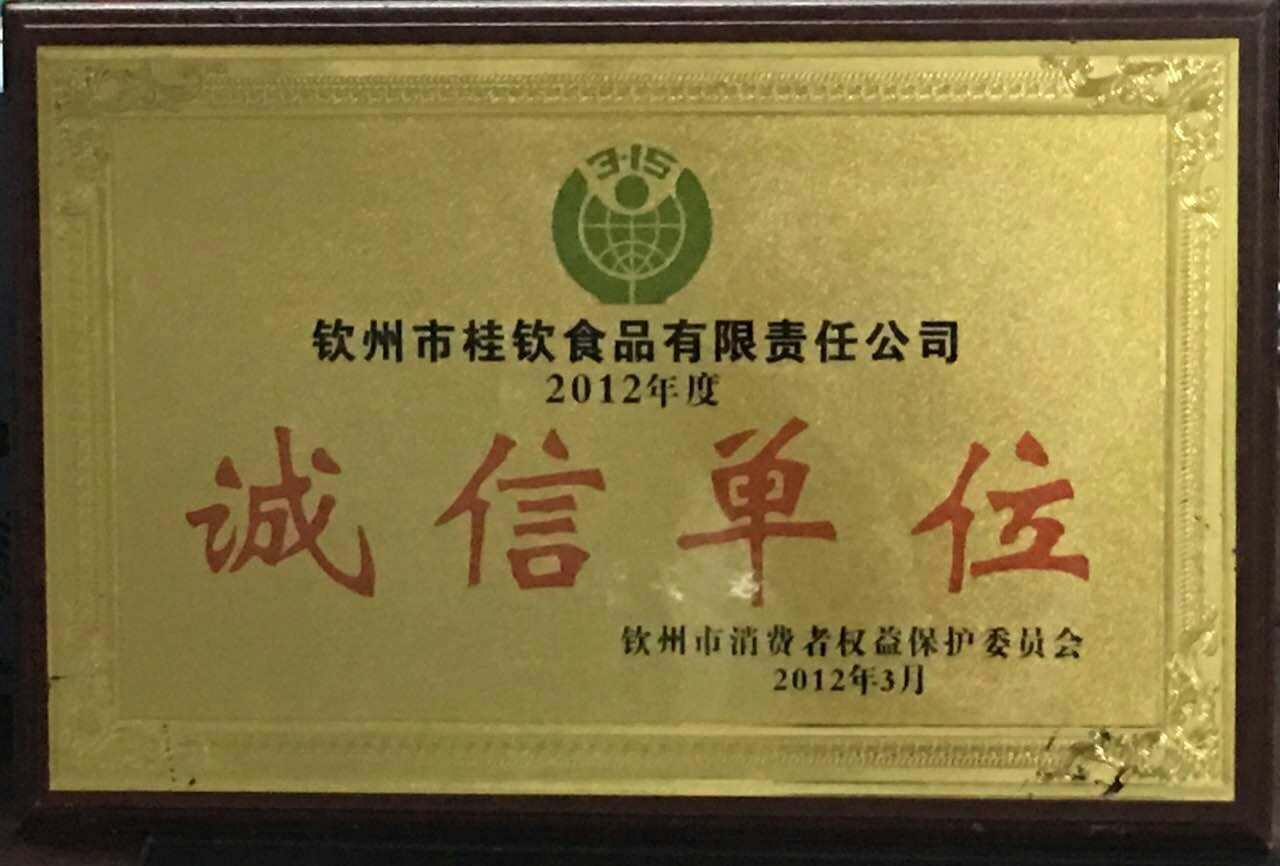 3·15
钦州市桂钦食品有限责任公司
2012年度
诚信单位
钦州市消费者权益保护委员会
2012年3月